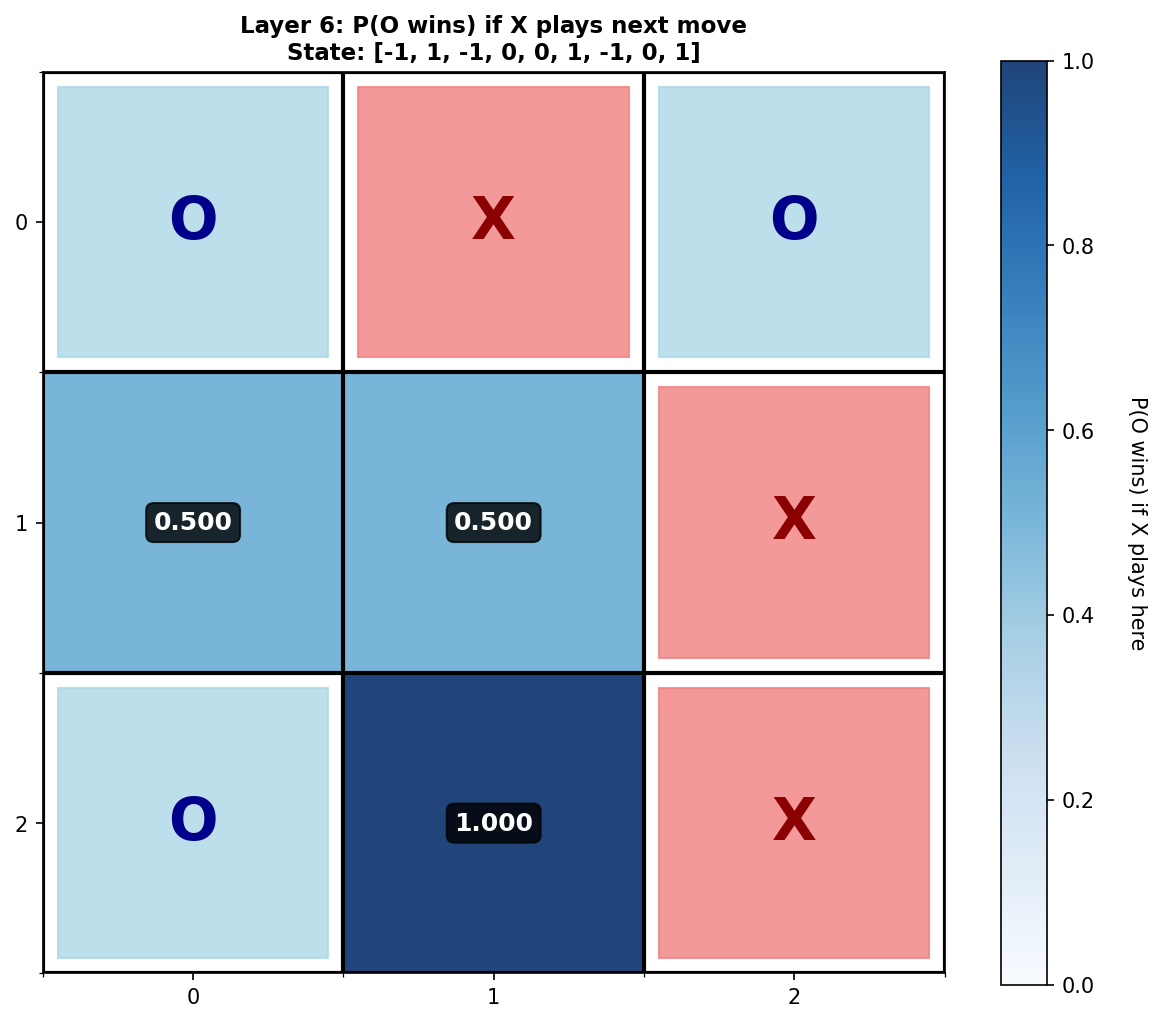 Layer 6: P(O wins) if X plays next move
State: [-1, 1, -1, 0, 0, 1, -1, 0, 1]
O X O
0
0.500 0.500 X
1
O 1.000 X
2
0 1 2
1.0
0.8
0.6
0.4
0.2
0.0
P(O wins) if X plays here